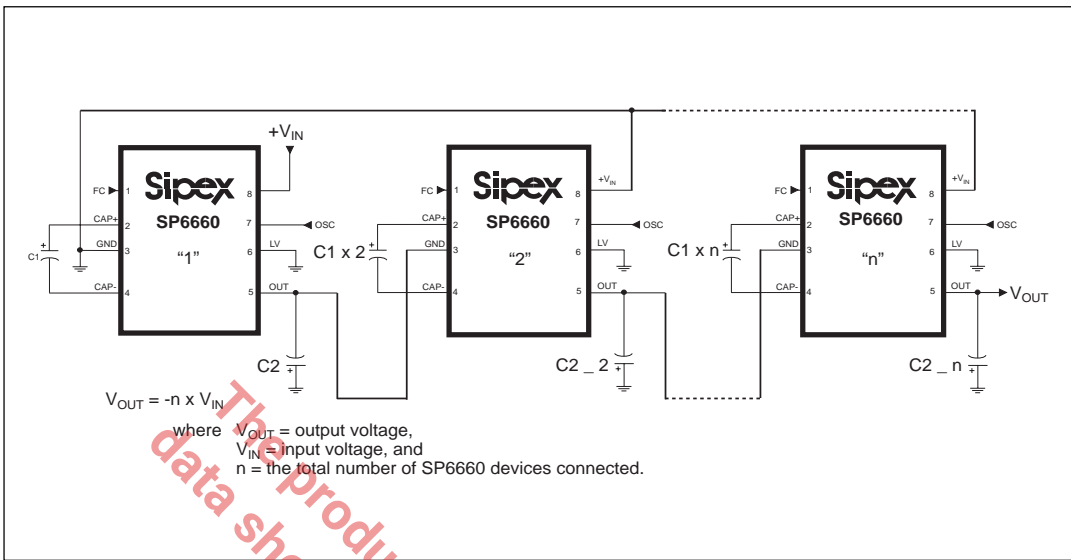 +VIN
Sipex
SP6660
“1”
FC
1
CAP+
2
GND
3
CAP-
4
8
7
OSC
6
LV
5
OUT
C1
C2
Sipex
SP6660
“2”
FC
1
CAP+
2
GND
3
CAP-
4
+VIN
8
7
OSC
6
LV
5
OUT
C1 x 2
C2 _ 2
Sipex
SP6660
“n”
FC
1
CAP+
2
GND
3
CAP-
4
+VIN
8
7
OSC
6
LV
5
OUT
C1 x n
VOUT
C2 _ n
VOUT = -n x VIN
where VOUT = output voltage,
VIN = input voltage, and
n = the total number of SP6660 devices connected.
The
data